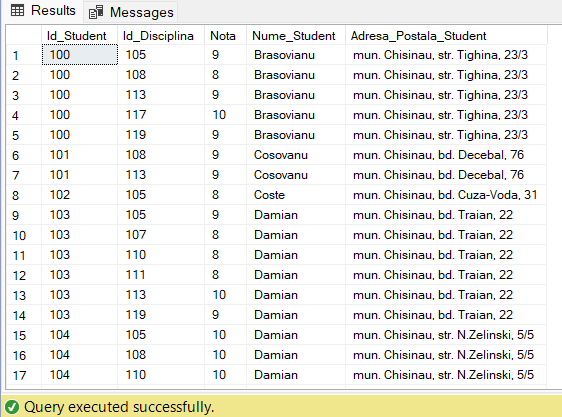 Results Messages
Id_Student Id_Disciplina Nota Nume_Student Adresa_Postala_Student
1 100 105 9 Brasovianu mun. Chisinau, str. Tighina, 23/3
2 100 108 8 Brasovianu mun. Chisinau, str. Tighina, 23/3
3 100 113 9 Brasovianu mun. Chisinau, str. Tighina, 23/3
4 100 117 10 Brasovianu mun. Chisinau, str. Tighina, 23/3
5 100 119 9 Brasovianu mun. Chisinau, str. Tighina, 23/3
6 101 108 9 Cosovanu mun. Chisinau, bd. Decebal, 76
7 101 113 9 Cosovanu mun. Chisinau, bd. Decebal, 76
8 102 105 8 Coste mun. Chisinau, bd. Cuza-Voda, 31
9 103 105 9 Damian mun. Chisinau, bd. Traian, 22
10 103 107 8 Damian mun. Chisinau, bd. Traian, 22
11 103 110 8 Damian mun. Chisinau, bd. Traian, 22
12 103 111 8 Damian mun. Chisinau, bd. Traian, 22
13 103 113 10 Damian mun. Chisinau, bd. Traian, 22
14 103 119 9 Damian mun. Chisinau, bd. Traian, 22
15 104 105 10 Damian mun. Chisinau, str. N.Zelinski, 5/5
16 104 108 10 Damian mun. Chisinau, str. N.Zelinski, 5/5
17 104 110 10 Damian mun. Chisinau, str. N.Zelinski, 5/5
Query executed successfully.